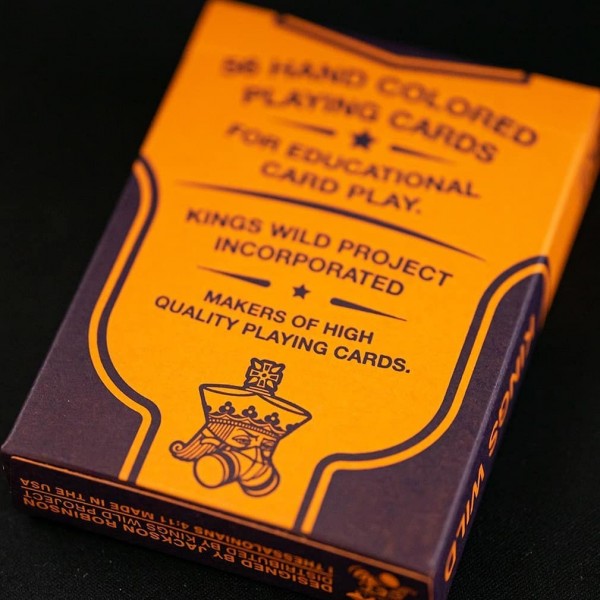 56 HAND COLORED
PLAYING CARDS
FOR EDUCATIONAL
CARD PLAY.
KINGS WILD PROJECT
INCORPORATED
MAKERS OF HIGH
QUALITY PLAYING CARDS.
KINGS WILD
DESIGNED BY JACKSON ROBINSON
DISTRIBUTED BY KINGS WILD PROJECT
1 THESSALONIANS 4:11 MADE IN THE USA